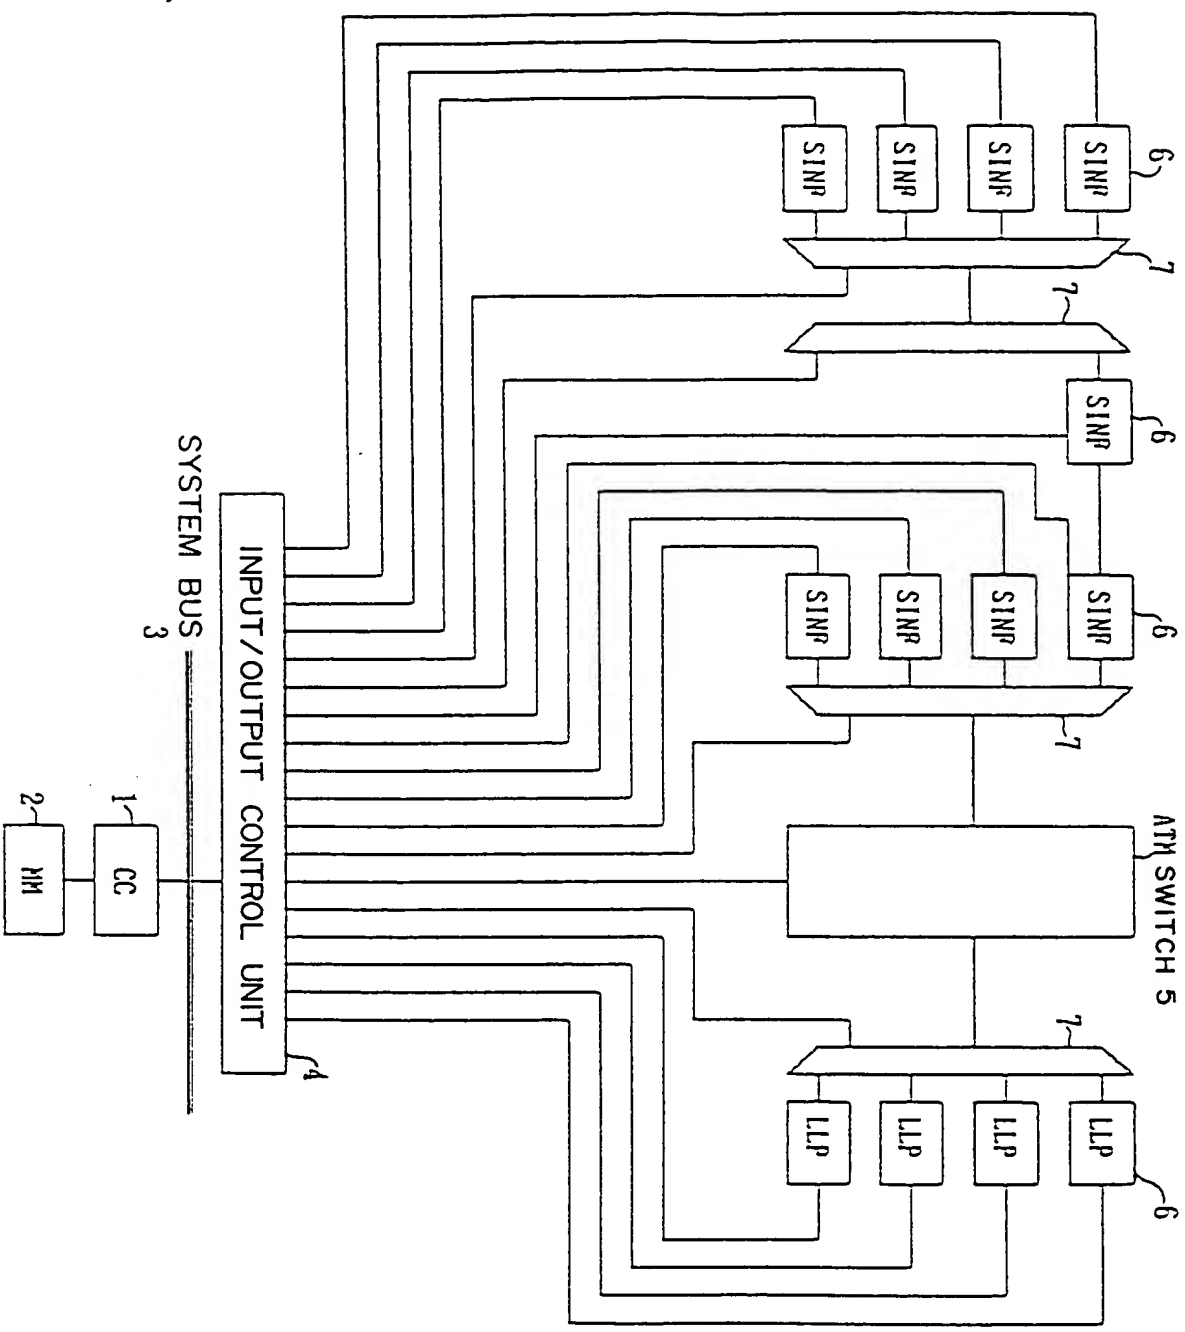 6
7
6
6
ATM SWITCH 5
6
SINP
SINP
SINP
LLP
7
7
7
SINP
SINP
LLP
SINP
SINP
LLP
SINP
SINP
LLP
4
INPUT/OUTPUT CONTROL UNIT
SYSTEM BUS
3
1
CC
2
MM